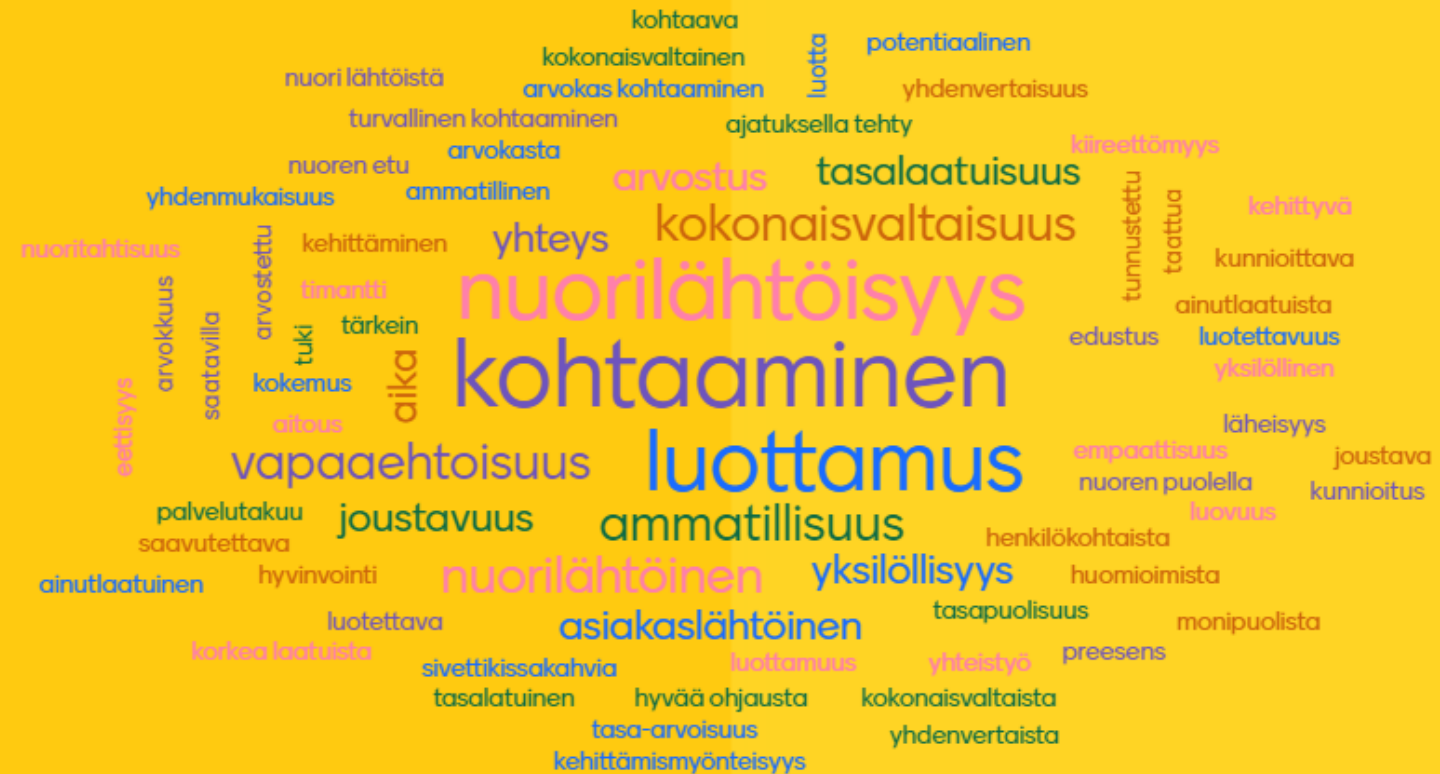 kohtaava
luotta
potentiaalinen
kokonaisvaltainen
nuori lähtöistä
arvokas kohtaaminen
yhdenvertaisuus
turvallinen kohtaaminen
ajatuksella tehty
kiireettömyys
arvokasta
nuoren etu
arvostus
tasalaatuisuus
yhdenmukaisuus
ammatillinen
tunnustettu
taattua
kehittyvä
kokonaisvaltaisuus
nuoritahtisuus
arvostettu
kehittäminen
yhteys
kunnioittava
timantti
nuorilähtöisyys
ainutlaatuista
arvokkuus
saatavilla
tuki
tärkein
edustus
luotettavuus
yksilöllinen
eettisyys
kokemus
aika
kohtaaminen
aitous
läheisyys
vapaaehtoisuus
luottamus
empaattisuus
joustava
nuoren puolella
kunnioitus
palvelutakuu
joustavuus
ammatillisuus
luovuus
saavutettava
henkilökohtaista
ainutlaatuinen
hyvinvointi
nuorilähtöinen
yksilöllisyys
huomioimista
luotettava
asiakaslähtöinen
tasapuolisuus
monipuolista
korkea laatuista
sivettikissakahvia
luottamuus
yhteistyö
preesens
tasalatuinen
hyvää ohjausta
kokonaisvaltaista
tasa-arvoisuus
yhdenvertaista
kehittämismyönteisyys